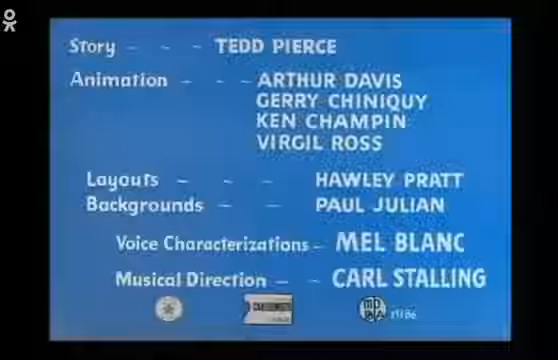 Story - - - TEDD PIERCE
Animation - - - ARTHUR DAVIS
GERRY CHINIQUY
KEN CHAMPIN
VIRGIL ROSS
Layouts - - - HAWLEY PRATT
Backgrounds - - PAUL JULIAN
Voice Characterizations - MEL BLANC
Musical Direction - - CARL STALLING